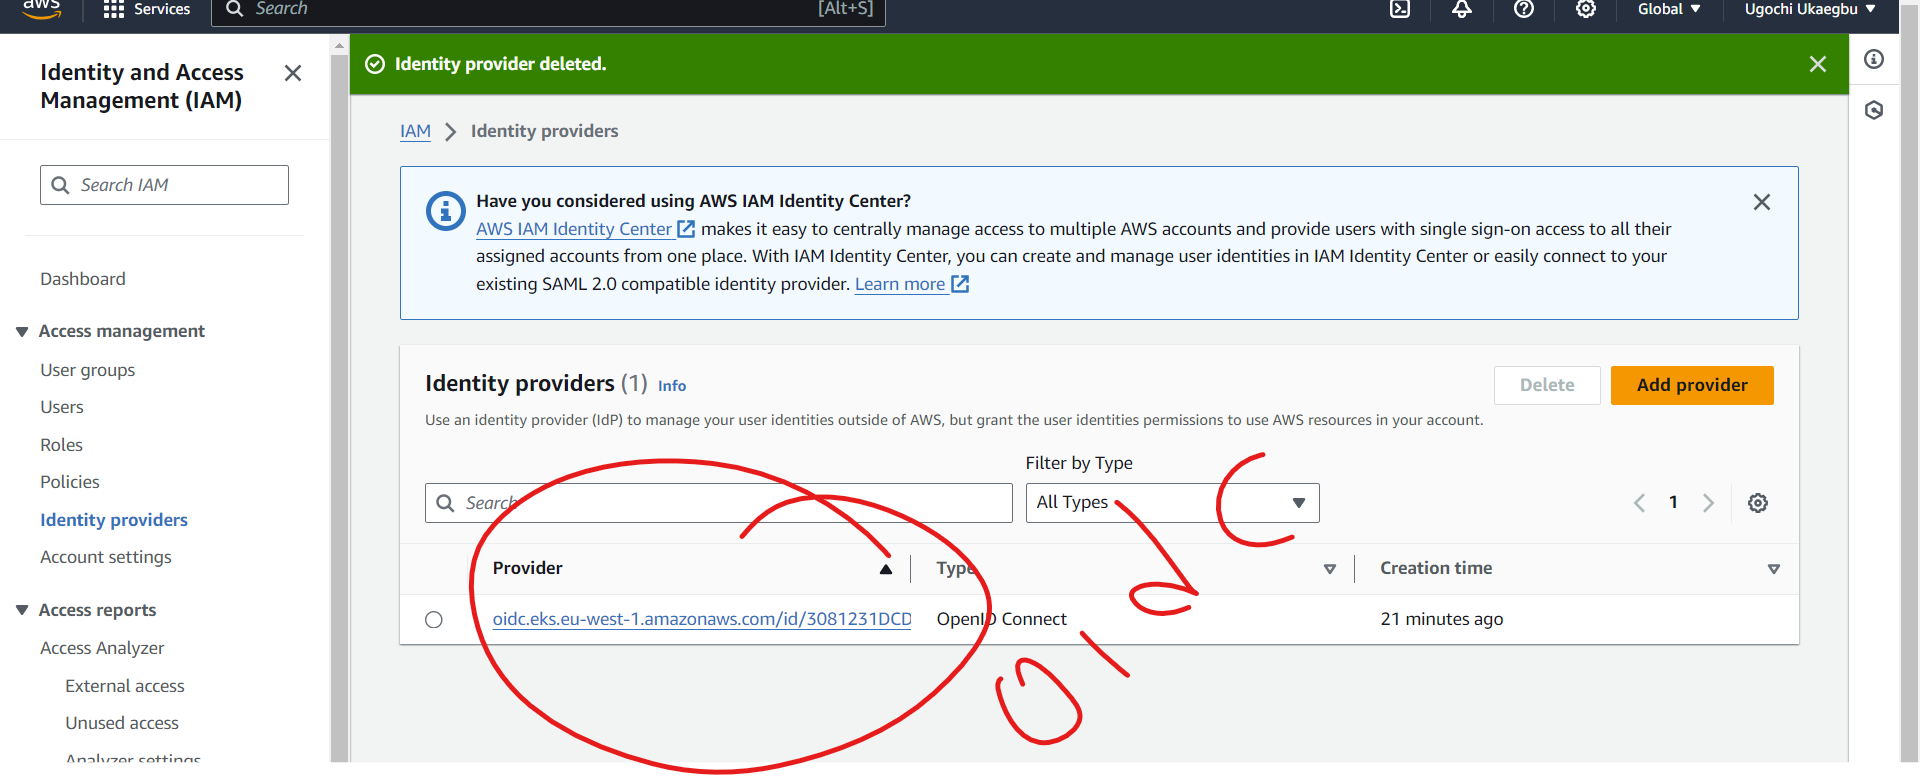 aws Services Search [Alt+S] Global Ugochi Ukaegbu
Identity and Access
Management (IAM)
Search IAM
Dashboard
Access management
User groups
Users
Roles
Policies
Identity providers
Account settings
Access reports
Access Analyzer
External access
Unused access
Analyzer settings
Identity provider deleted.
IAM > Identity providers
Have you considered using AWS IAM Identity Center?
AWS IAM Identity Center makes it easy to centrally manage access to multiple AWS accounts and provide users with single sign-on access to all their
assigned accounts from one place. With IAM Identity Center, you can create and manage user identities in IAM Identity Center or easily connect to your
existing SAML 2.0 compatible identity provider. Learn more
Identity providers (1) Info
Delete Add provider
Use an identity provider (IdP) to manage your user identities outside of AWS, but grant the user identities permissions to use AWS resources in your account.
Filter by Type
Search All Types 1
Provider Type Creation time
oidc.eks.eu-west-1.amazonaws.com/id/3081231DCD OpenID Connect 21 minutes ago
OIDC